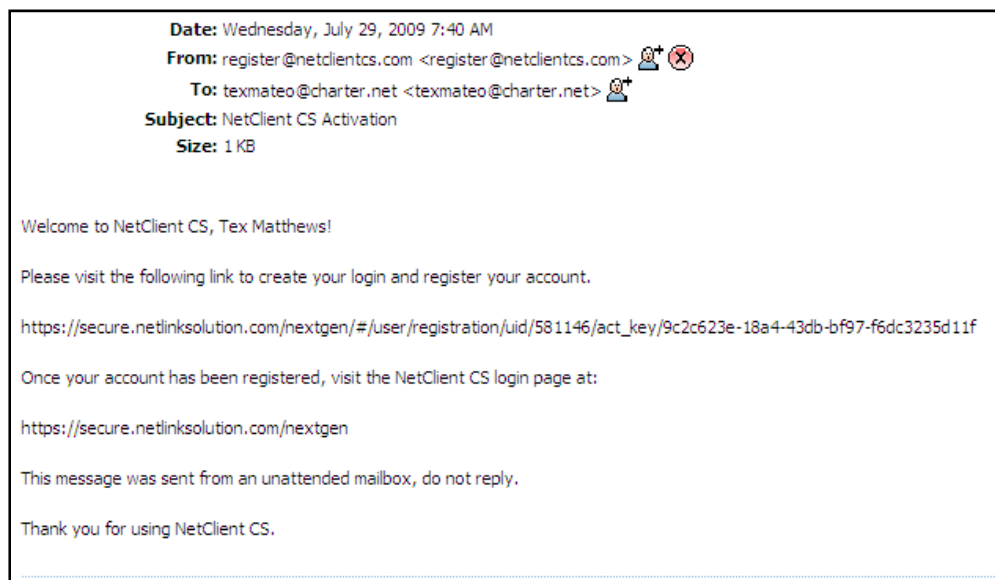 Date: Wednesday, July 29, 2009 7:40 AM
From: register@netclientcs.com <register@netclientcs.com>
To: texmateo@charter.net <texmateo@charter.net>
Subject: NetClient CS Activation
Size: 1 KB
Welcome to NetClient CS, Tex Matthews!
Please visit the following link to create your login and register your account.
https://secure.netlinksolution.com/nextgen/#/user/registration/uid/581146/act_key/9c2c623e-18a4-43db-bf97-f6dc3235d11f
Once your account has been registered, visit the NetClient CS login page at:
https://secure.netlinksolution.com/nextgen
This message was sent from an unattended mailbox, do not reply.
Thank you for using NetClient CS.